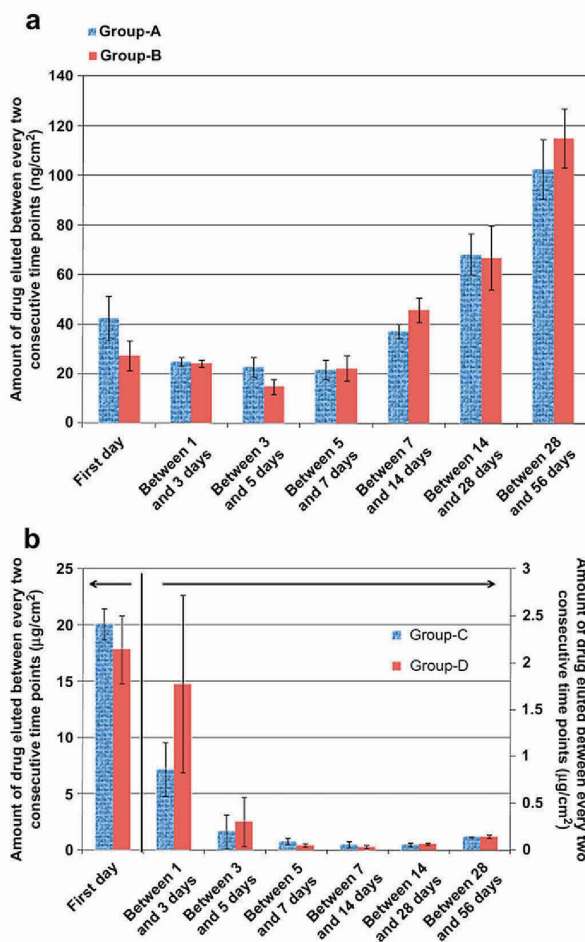 a
Group-A
Group-B
Amount of drug eluted between every two
consecutive time points (ng/cm²)
140
120
100
80
60
40
20
0
First day
Between 1
and 3 days
Between 3
and 5 days
Between 5
and 7 days
Between 7
and 14 days
Between 14
and 28 days
Between 28
and 56 days
b
Amount of drug eluted between every two
consecutive time points (µg/cm²)
25
20
15
10
5
0
Group-C
Group-D
3
2.5
2
1.5
1
0.5
0
Amount of drug eluted between every two
consecutive time points (µg/cm²)
First day
Between 1
and 3 days
Between 3
and 5 days
Between 5
and 7 days
Between 7
and 14 days
Between 14
and 28 days
Between 28
and 56 days